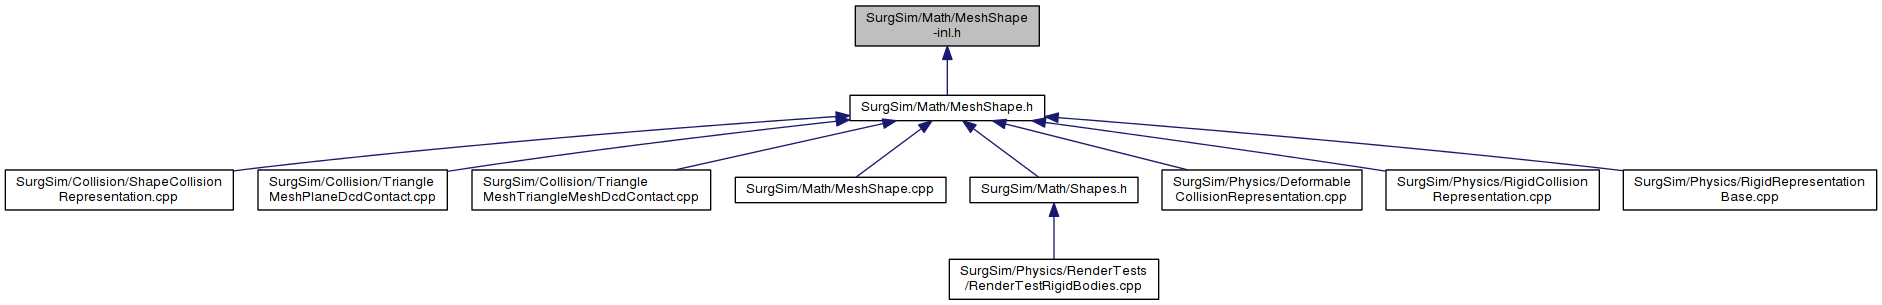 SurgSim/Math/MeshShape
-inl.h
SurgSim/Math/MeshShape.h
SurgSim/Collision/ShapeCollision
Representation.cpp
SurgSim/Collision/Triangle
MeshPlaneDcdContact.cpp
SurgSim/Collision/Triangle
MeshTriangleMeshDcdContact.cpp
SurgSim/Math/MeshShape.cpp
SurgSim/Math/Shapes.h
SurgSim/Physics/Deformable
CollisionRepresentation.cpp
SurgSim/Physics/RigidCollision
Representation.cpp
SurgSim/Physics/RigidRepresentation
Base.cpp
SurgSim/Physics/RenderTests
/RenderTestRigidBodies.cpp